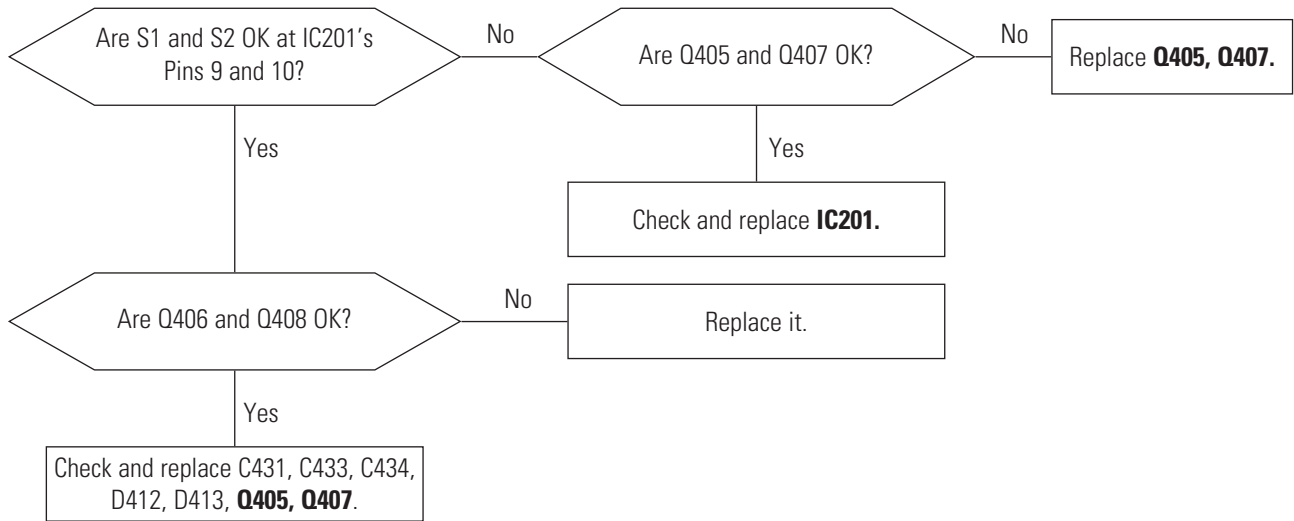 Are S1 and S2 OK at IC201's
Pins 9 and 10?
No
Are Q405 and Q407 OK?
No
Replace Q405, Q407.
Yes
Yes
Check and replace IC201.
Are Q406 and Q408 OK?
No
Replace it.
Yes
Check and replace C431, C433, C434,
D412, D413, Q405, Q407.